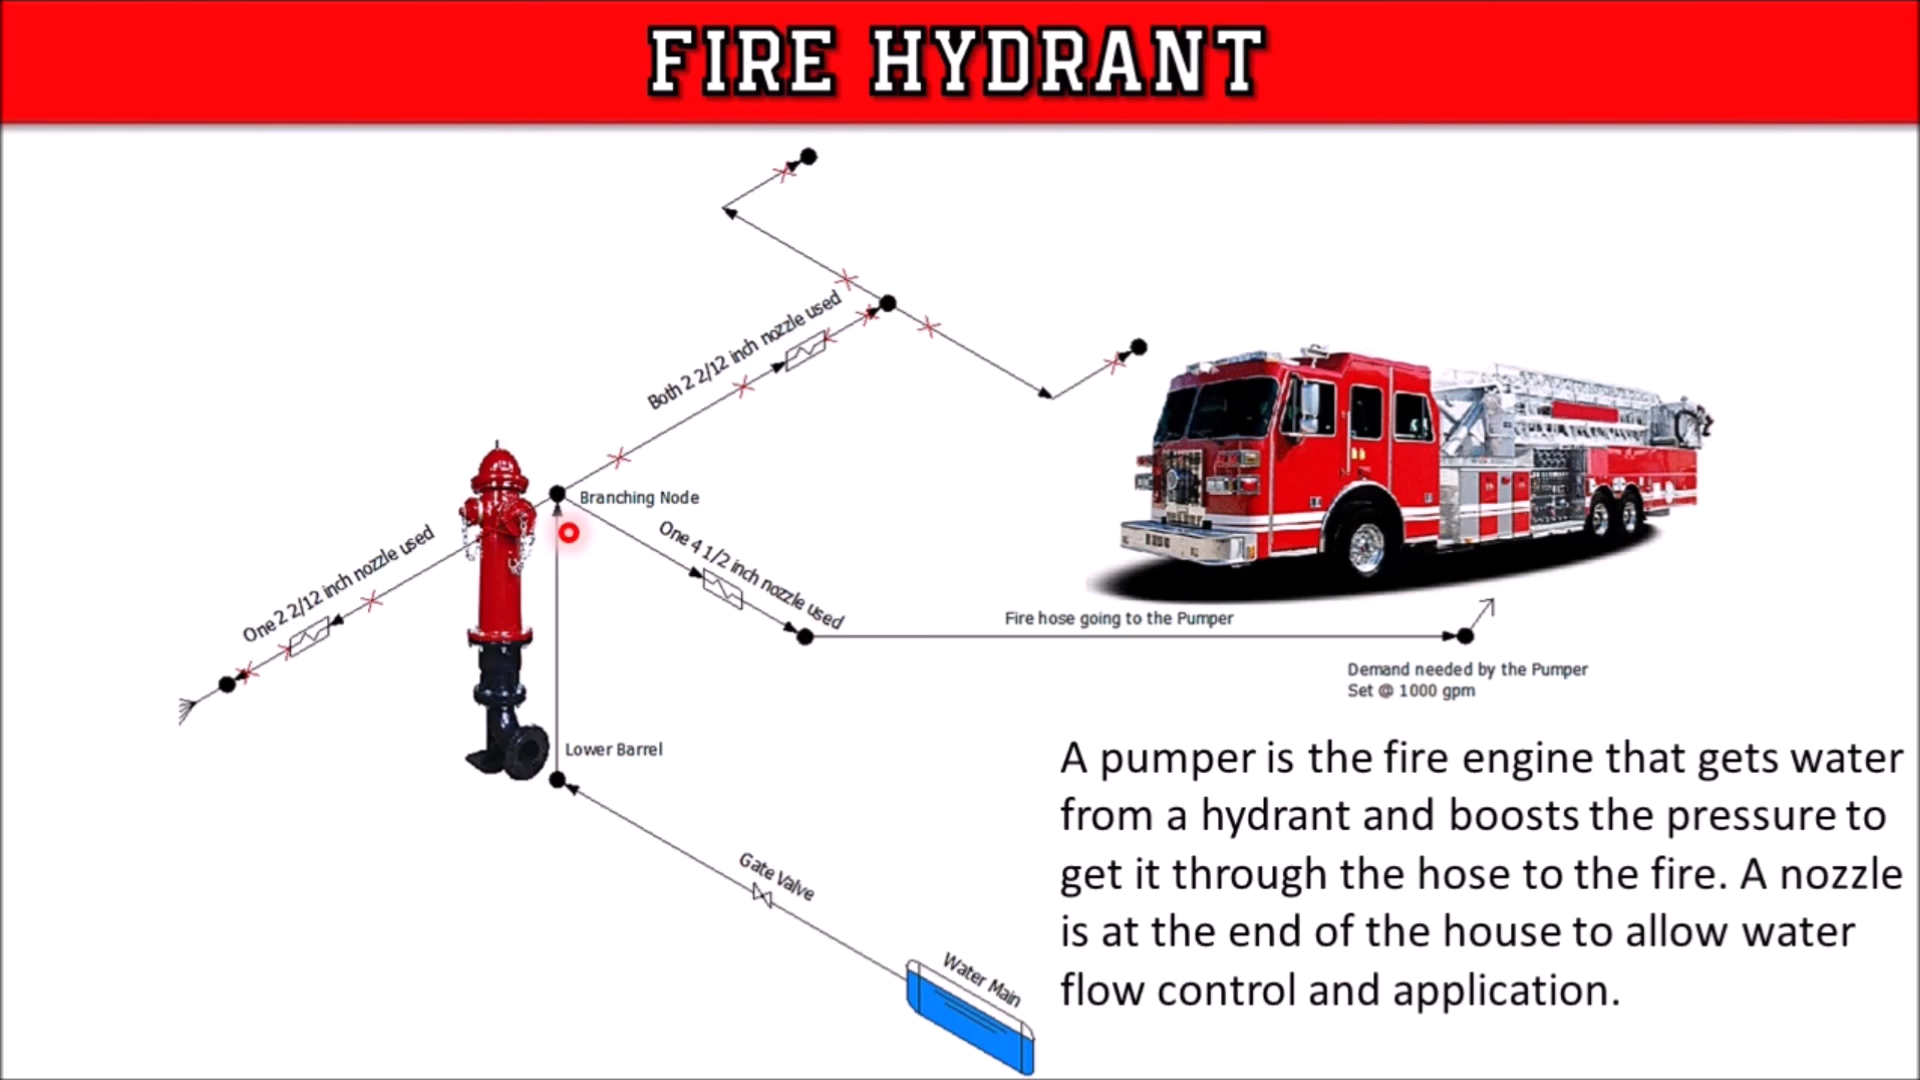 FIRE HYDRANT
Both 2 2/12 inch nozzle used
Branching Node
One 2 2/12 inch nozzle used
One 4 1/2 inch nozzle used
Fire hose going to the Pumper
Demand needed by the Pumper
Set @ 1000 gpm
Lower Barrel
Gate Valve
Water Main
A pumper is the fire engine that gets water
from a hydrant and boosts the pressure to
get it through the hose to the fire. A nozzle
is at the end of the house to allow water
flow control and application.